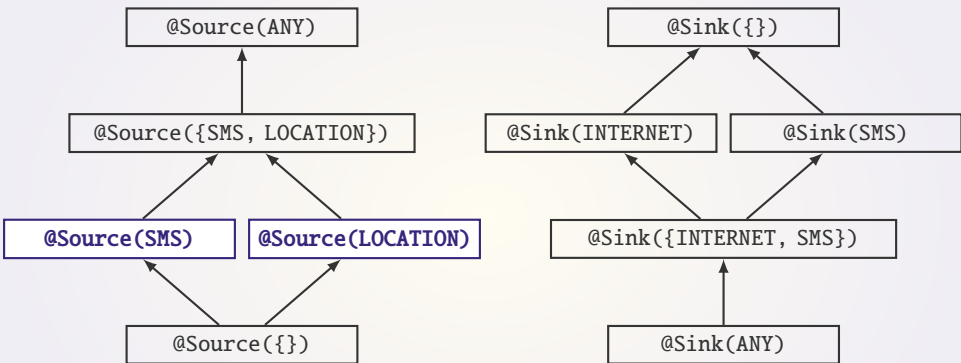 @Source(ANY)
@Source({SMS, LOCATION})
@Source(SMS)
@Source(LOCATION)
@Source({})
@Sink({})
@Sink(INTERNET)
@Sink(SMS)
@Sink({INTERNET, SMS})
@Sink(ANY)